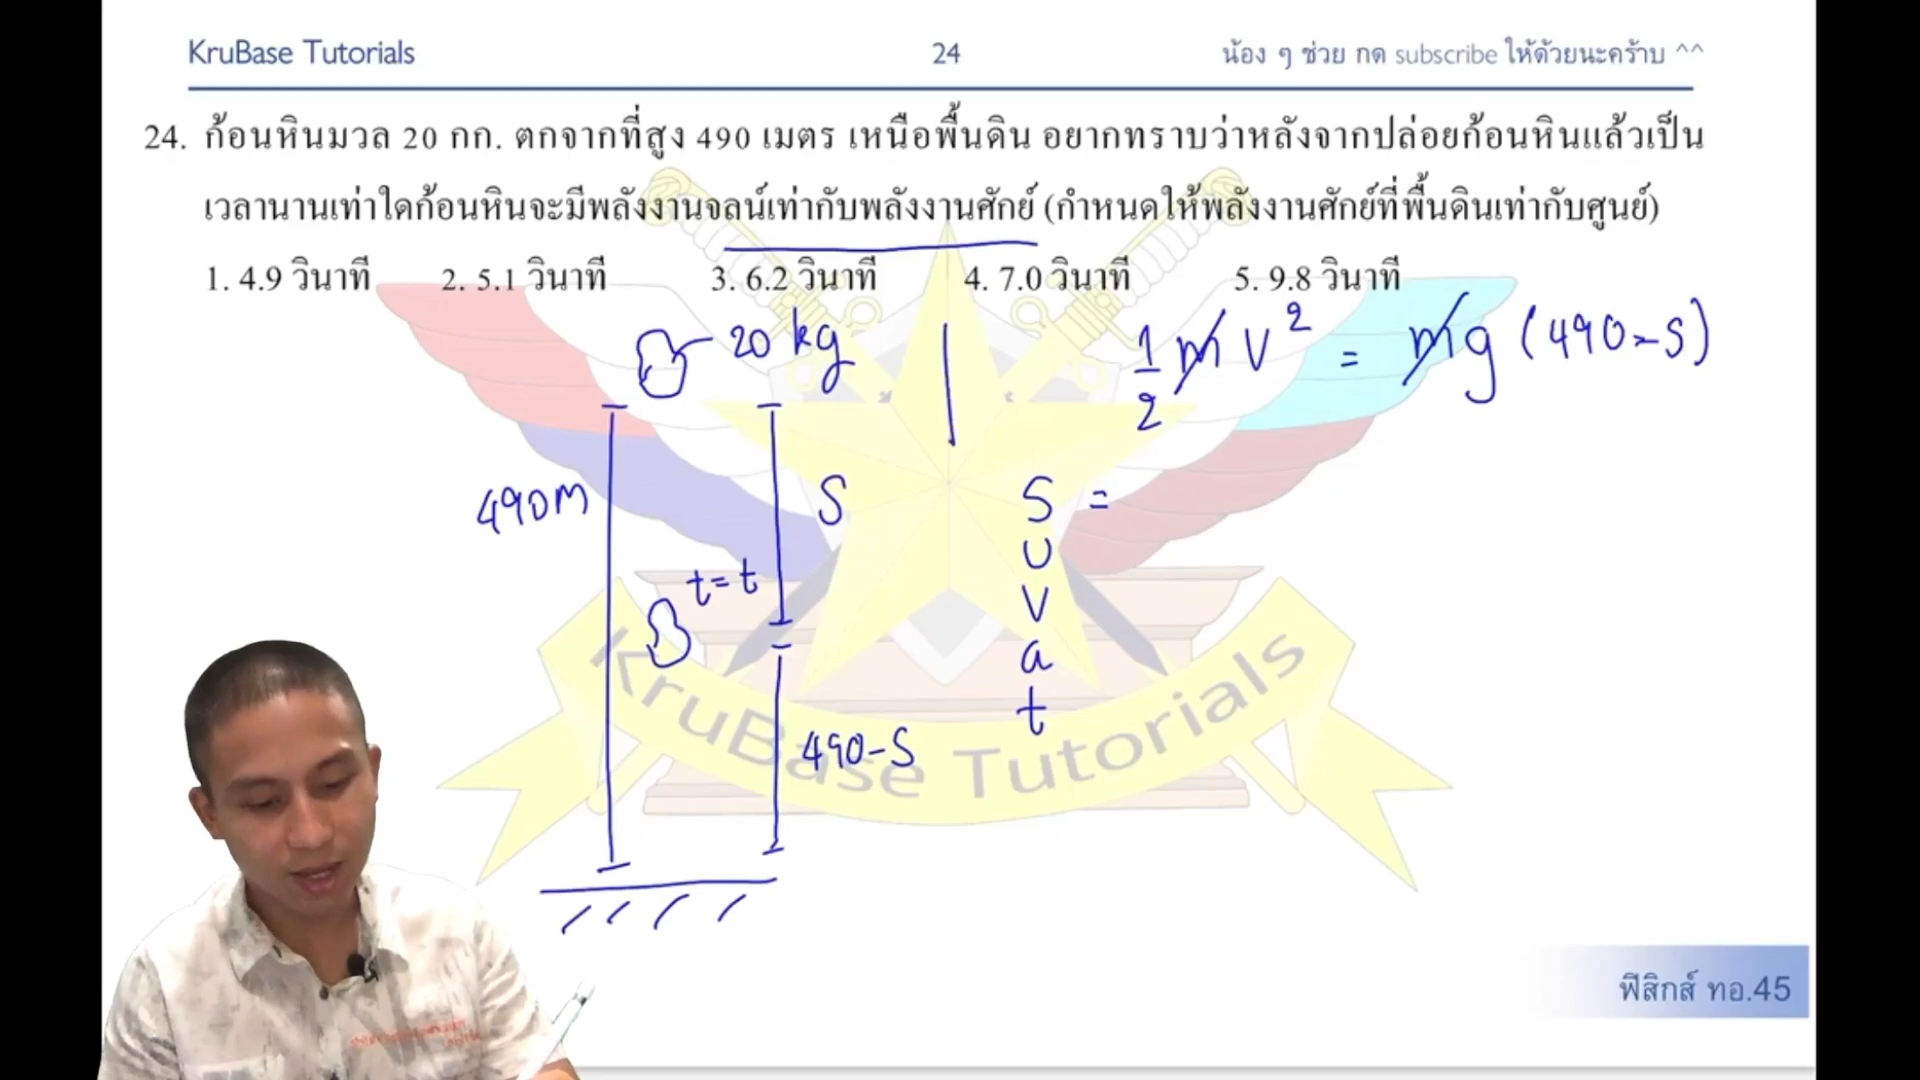 KruBase Tutorials
24
น้อง ๆ ช่วย กด subscribe ให้ด้วยนะคร้าบ ^^
24. ก้อนหินมวล 20 กก. ตกจากที่สูง 490 เมตร เหนือพื้นดิน อยากทราบว่าหลังจากปล่อยก้อนหินแล้วเป็น
เวลานานเท่าใดก้อนหินจะมีพลังงานจลน์เท่ากับพลังงานศักย์ (กำหนดให้พลังงานศักย์ที่พื้นดินเท่ากับศูนย์)
1. 4.9 วินาที 2. 5.1 วินาที 3. 6.2 วินาที 4. 7.0 วินาที 5. 9.8 วินาที
20 kg
1/2 m v² = mg (490-S)
490m
S
S =
U
t=t
V
a
t
490-S
KruBase Tutorials
ฟิสิกส์ ทอ.45